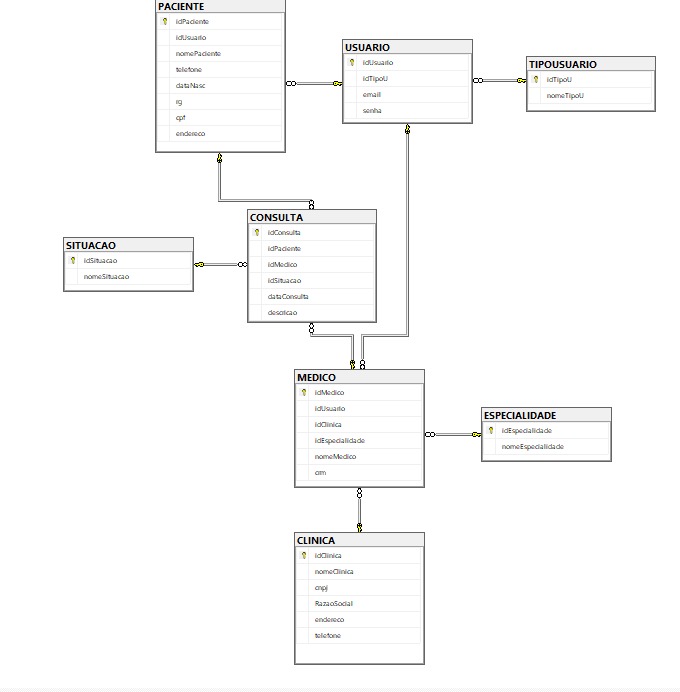 PACIENTE
idPaciente
idUsuario
nomePaciente
telefone
dataNasc
rg
cpf
endereco
USUARIO
idUsuario
idTipoU
email
senha
TIPOUSUARIO
idTipoU
nomeTipoU
CONSULTA
idConsulta
idPaciente
idMedico
idSituacao
dataConsulta
descricao
SITUACAO
idSituacao
nomeSituacao
MEDICO
idMedico
idUsuario
idClinica
idEspecialidade
nomeMedico
crm
ESPECIALIDADE
idEspecialidade
nomeEspecialidade
CLINICA
idClinica
nomeClinica
cnpj
RazaoSocial
endereco
telefone